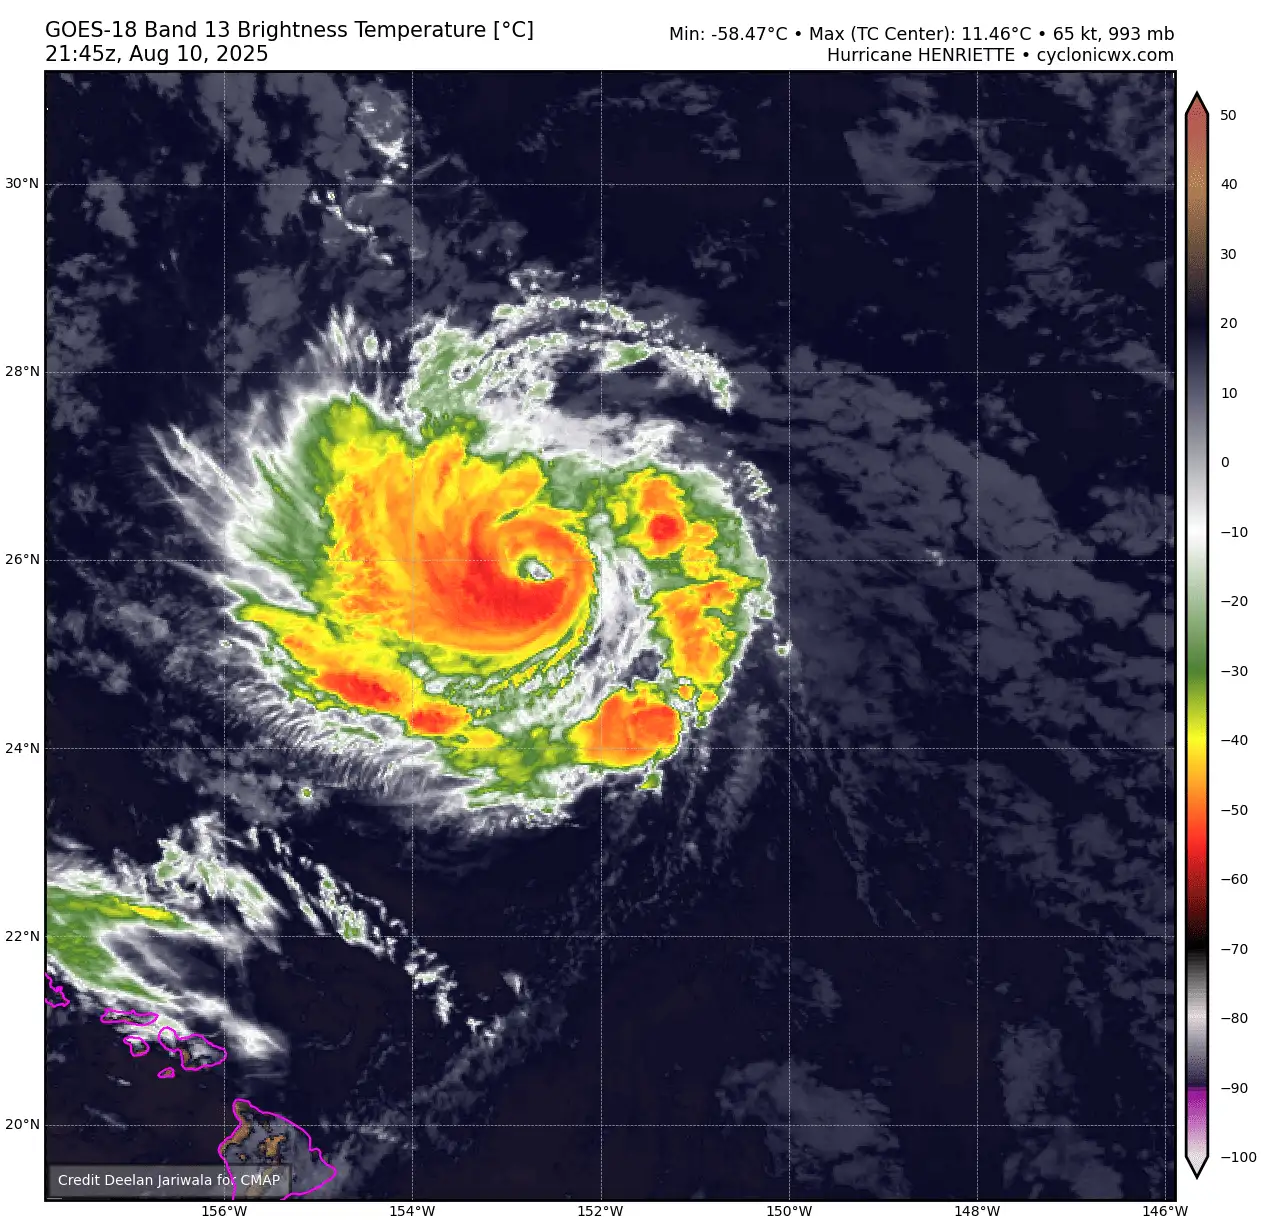 GOES-18 Band 13 Brightness Temperature [°C]
21:45z, Aug 10, 2025
Min: -58.47°C • Max (TC Center): 11.46°C • 65 kt, 993 mb
Hurricane HENRIETTE • cyclonicwx.com
30°N
28°N
26°N
24°N
22°N
20°N
156°W
154°W
152°W
150°W
148°W
146°W
50
40
30
20
10
0
−10
−20
−30
−40
−50
−60
−70
−80
−90
−100
Credit Deelan Jariwala for CMAP